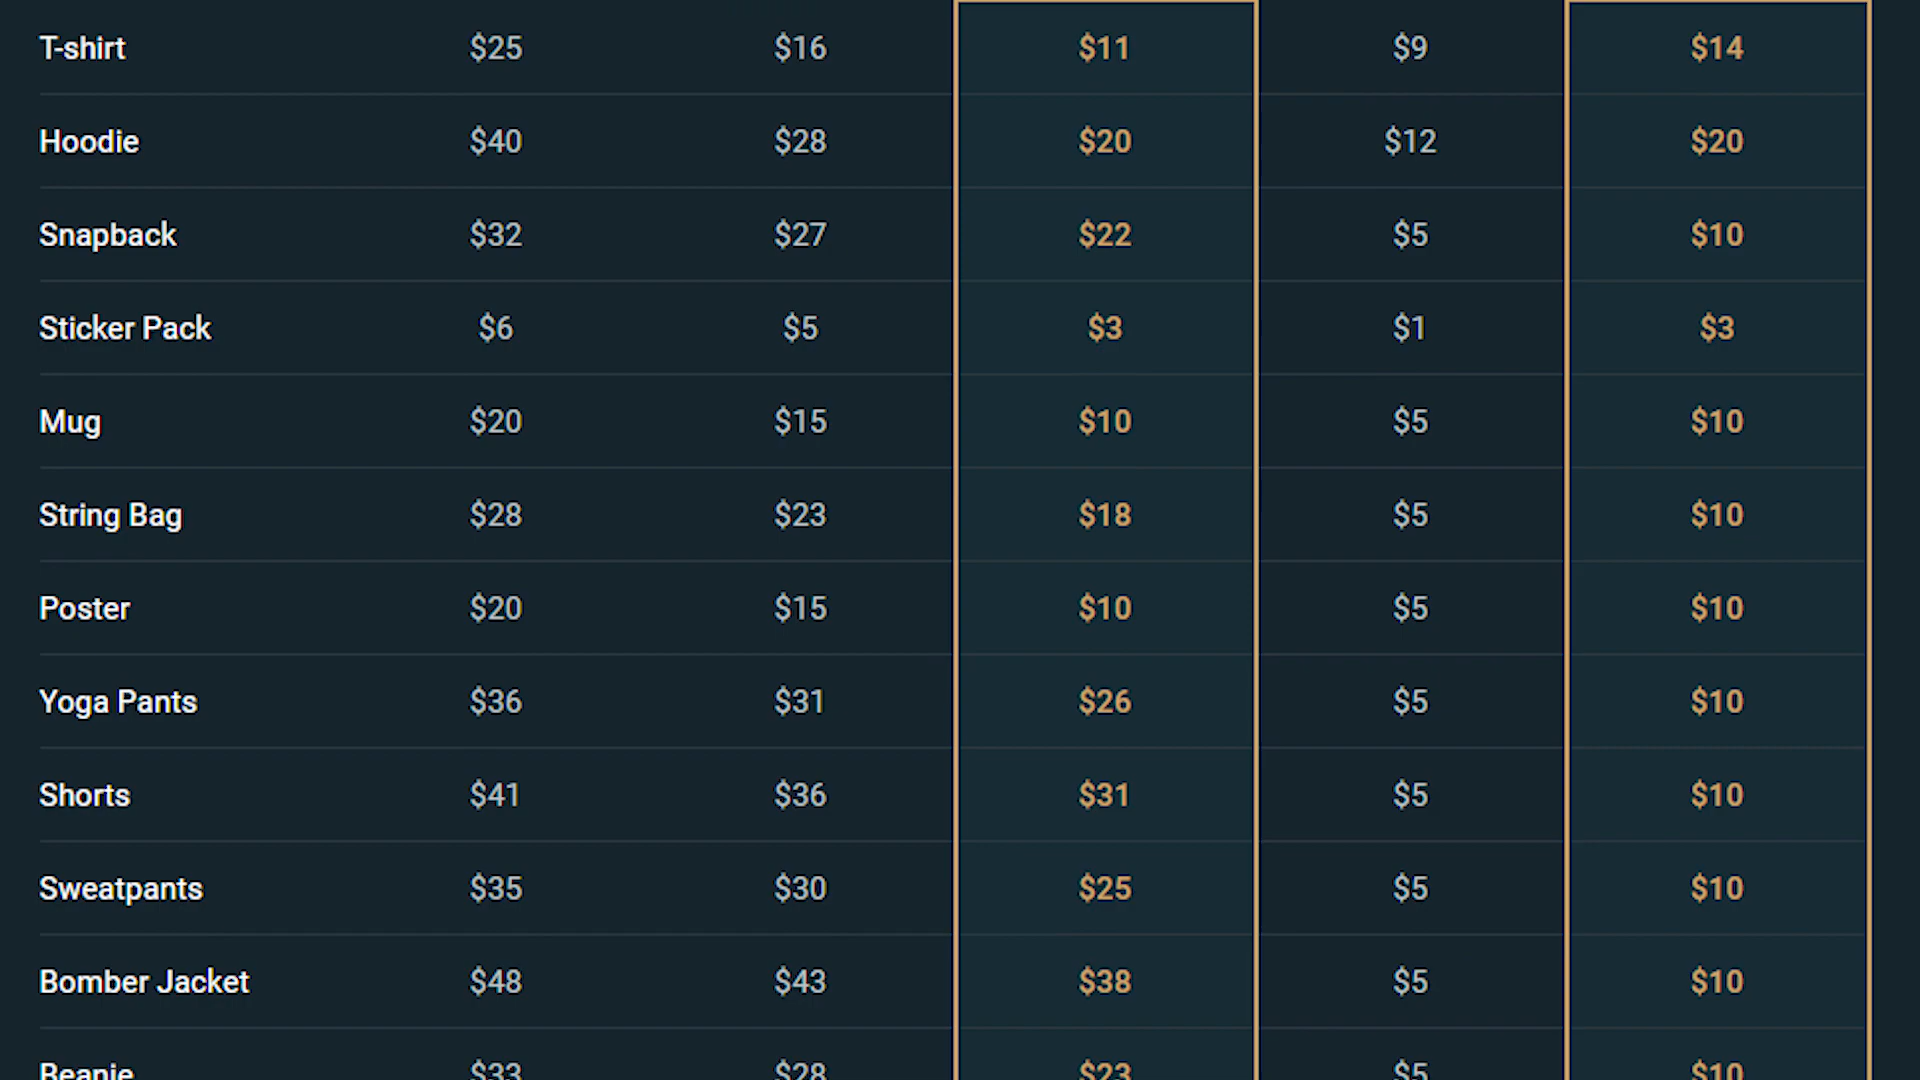 T-shirt $25 $16 $11 $9 $14
Hoodie $40 $28 $20 $12 $20
Snapback $32 $27 $22 $5 $10
Sticker Pack $6 $5 $3 $1 $3
Mug $20 $15 $10 $5 $10
String Bag $28 $23 $18 $5 $10
Poster $20 $15 $10 $5 $10
Yoga Pants $36 $31 $26 $5 $10
Shorts $41 $36 $31 $5 $10
Sweatpants $35 $30 $25 $5 $10
Bomber Jacket $48 $43 $38 $5 $10
Beanie $33 $28 $23 $5 $10